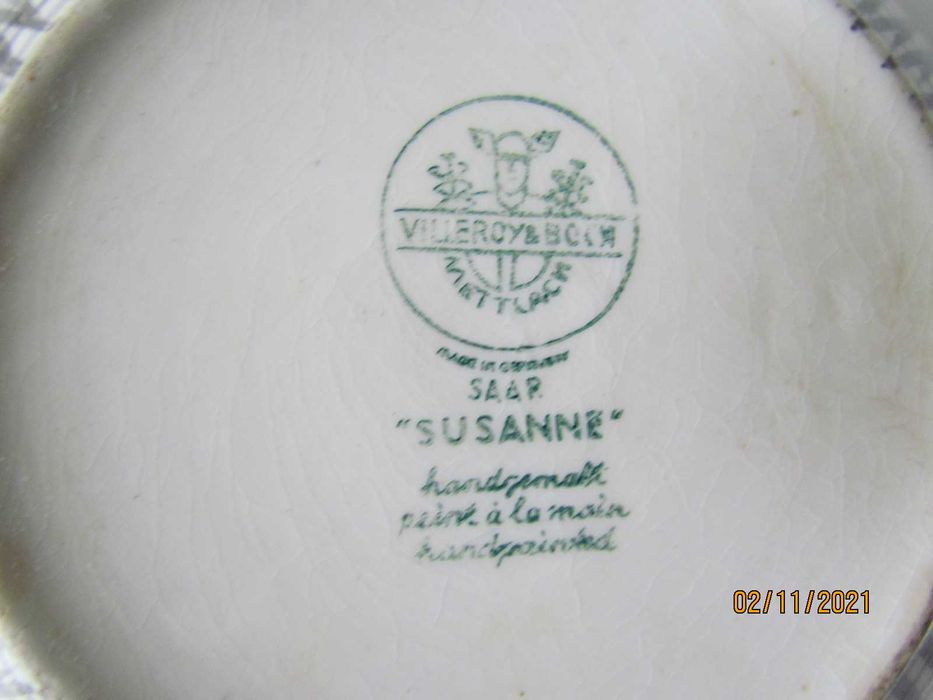 VILLEROY & BOCH
METTLACH
MADE IN GERMANY
SAAR
"SUSANNE"
handgemalt
peint à la main
handpainted
02/11/2021